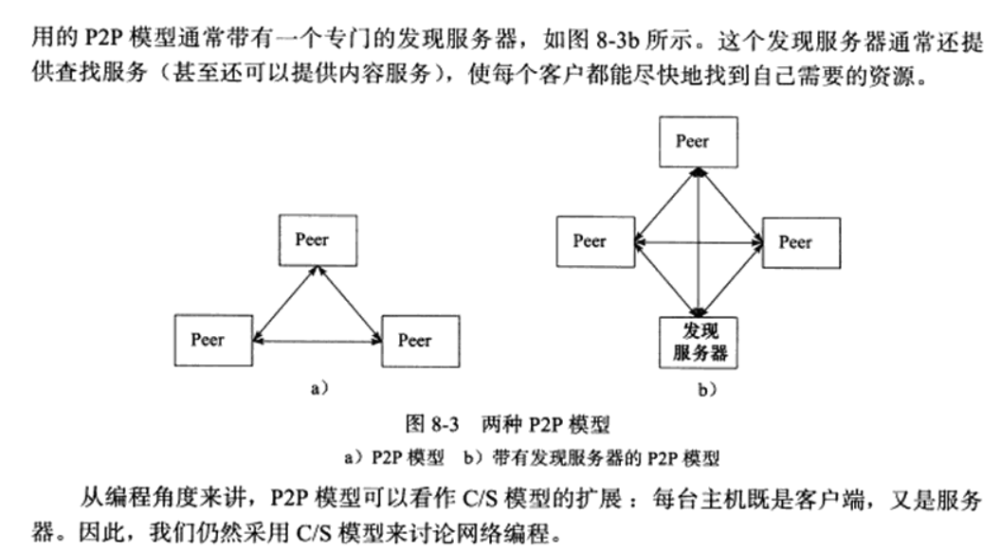 用的 P2P 模型通常带有一个专门的发现服务器，如图 8-3b 所示。这个发现服务器通常还提
供查找服务（甚至还可以提供内容服务），使每个客户都能尽快地找到自己需要的资源。
Peer
Peer
Peer
Peer
Peer
Peer
发现
服务器
a）
b）
图 8-3 两种 P2P 模型
a）P2P 模型 b）带有发现服务器的 P2P 模型
从编程角度来讲，P2P 模型可以看作 C/S 模型的扩展：每台主机既是客户端，又是服务
器。因此，我们仍然采用 C/S 模型来讨论网络编程。